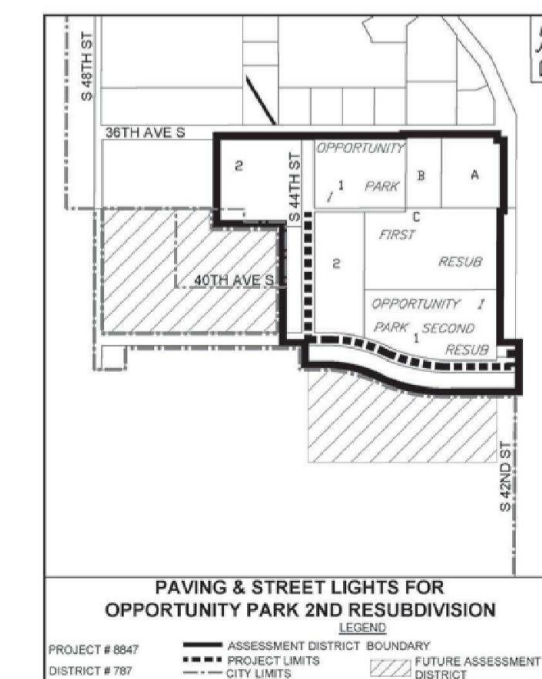 S 48TH ST
36TH AVE S
2
S 44TH ST
OPPORTUNITY
1
PARK
B
A
C
FIRST
RESUB
2
40TH AVE S
OPPORTUNITY
PARK SECOND
1
RESUB
S 42ND ST
PAVING & STREET LIGHTS FOR
OPPORTUNITY PARK 2ND RESUBDIVISION
LEGEND
PROJECT # 8847
DISTRICT # 787
ASSESSMENT DISTRICT BOUNDARY
PROJECT LIMITS
CITY LIMITS
FUTURE ASSESSMENT
DISTRICT